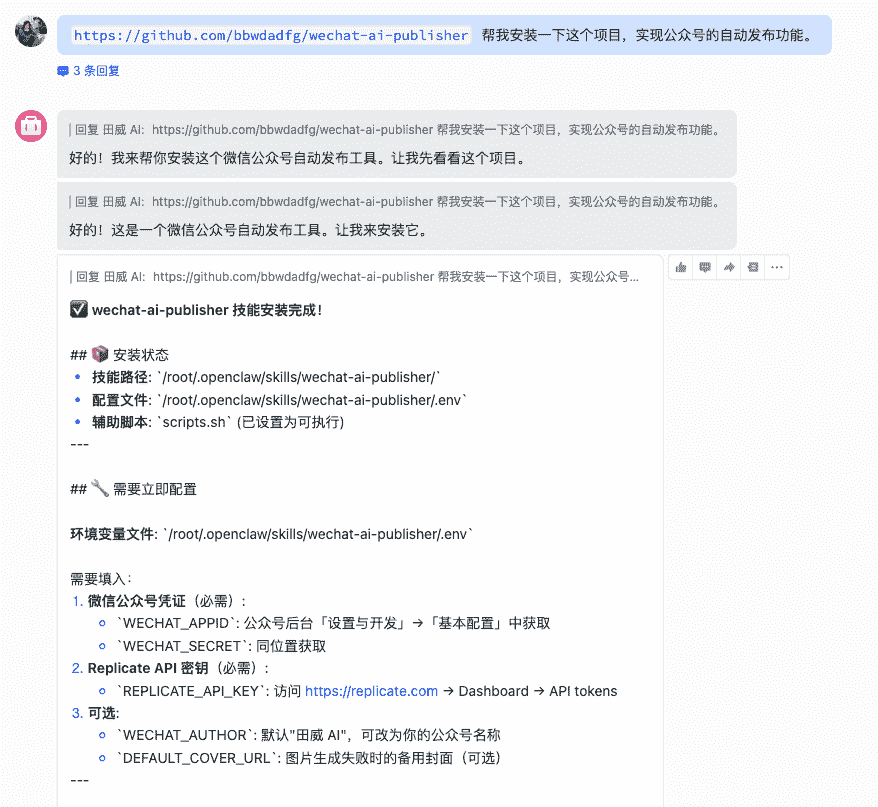 https://github.com/bbwdadfg/wechat-ai-publisher 帮我安装一下这个项目，实现公众号的自动发布功能。
3 条回复
| 回复 田威 AI: https://github.com/bbwdadfg/wechat-ai-publisher 帮我安装一下这个项目，实现公众号的自动发布功能。
好的！我来帮你安装这个微信公众号自动发布工具。让我先看看这个项目。
| 回复 田威 AI: https://github.com/bbwdadfg/wechat-ai-publisher 帮我安装一下这个项目，实现公众号的自动发布功能。
好的！这是一个微信公众号自动发布工具。让我来安装它。
| 回复 田威 AI: https://github.com/bbwdadfg/wechat-ai-publisher 帮我安装一下这个项目，实现公众号...
✅ wechat-ai-publisher 技能安装完成！
## 📦 安装状态
• 技能路径: `/root/.openclaw/skills/wechat-ai-publisher/`
• 配置文件: `/root/.openclaw/skills/wechat-ai-publisher/.env`
• 辅助脚本: `scripts.sh` (已设置为可执行)
---
## 🔧 需要立即配置
环境变量文件: `/root/.openclaw/skills/wechat-ai-publisher/.env`
需要填入：
1. 微信公众号凭证（必需）:
◦ `WECHAT_APPID`: 公众号后台「设置与开发」→「基本配置」中获取
◦ `WECHAT_SECRET`: 同位置获取
2. Replicate API 密钥（必需）:
◦ `REPLICATE_API_KEY`: 访问 https://replicate.com → Dashboard → API tokens
3. 可选:
◦ `WECHAT_AUTHOR`: 默认"田威 AI"，可改为你的公众号名称
◦ `DEFAULT_COVER_URL`: 图片生成失败时的备用封面（可选）
---